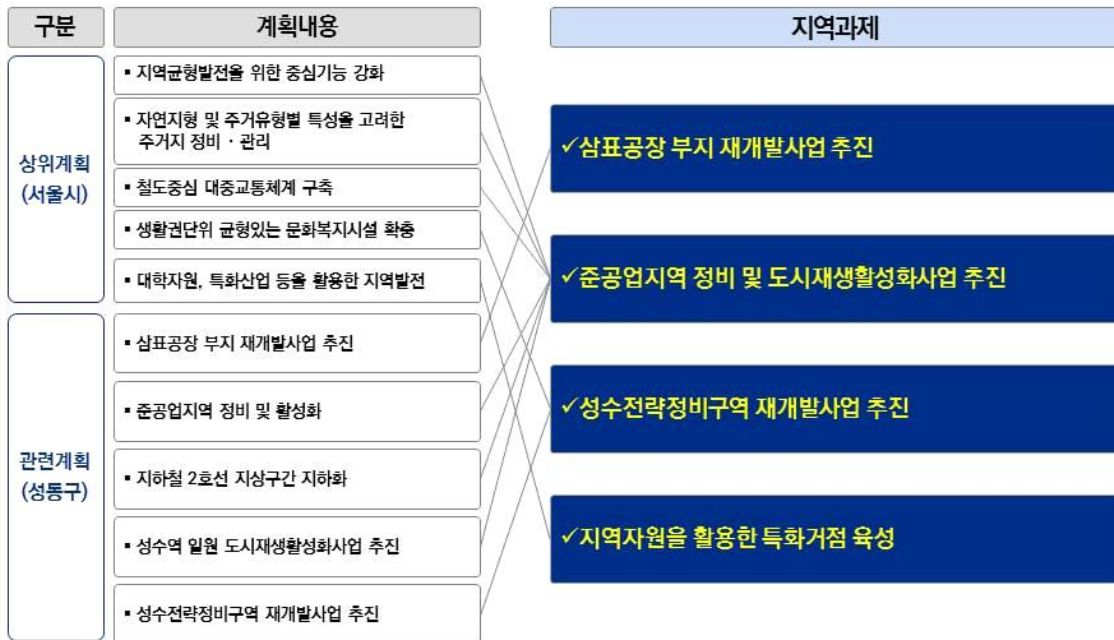 구분
계획내용
지역과제
상위계획
(서울시)
▪ 지역균형발전을 위한 중심기능 강화
▪ 자연지형 및 주거유형별 특성을 고려한
주거지 정비 · 관리
▪ 철도중심 대중교통체계 구축
▪ 생활권단위 균형있는 문화복지시설 확충
▪ 대학자원, 특화산업 등을 활용한 지역발전
관련계획
(성동구)
▪ 삼표공장 부지 재개발사업 추진
▪ 준공업지역 정비 및 활성화
▪ 지하철 2호선 지상구간 지하화
▪ 성수역 일원 도시재생활성화사업 추진
▪ 성수전략정비구역 재개발사업 추진
✓삼표공장 부지 재개발사업 추진
✓준공업지역 정비 및 도시재생활성화사업 추진
✓성수전략정비구역 재개발사업 추진
✓지역자원을 활용한 특화거점 육성